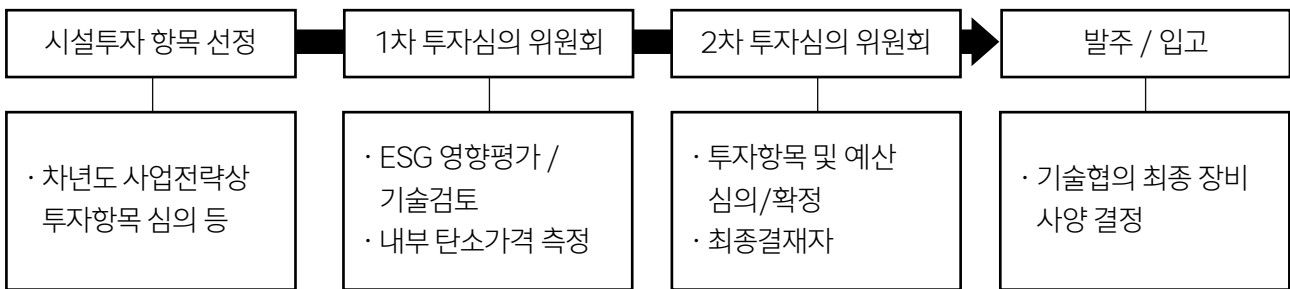 시설투자 항목 선정
1차 투자심의 위원회
2차 투자심의 위원회
발주 / 입고
· 차년도 사업전략상
투자항목 심의 등
· ESG 영향평가 /
기술검토
· 내부 탄소가격 측정
· 투자항목 및 예산
심의/확정
· 최종결재자
· 기술협의 최종 장비
사양 결정